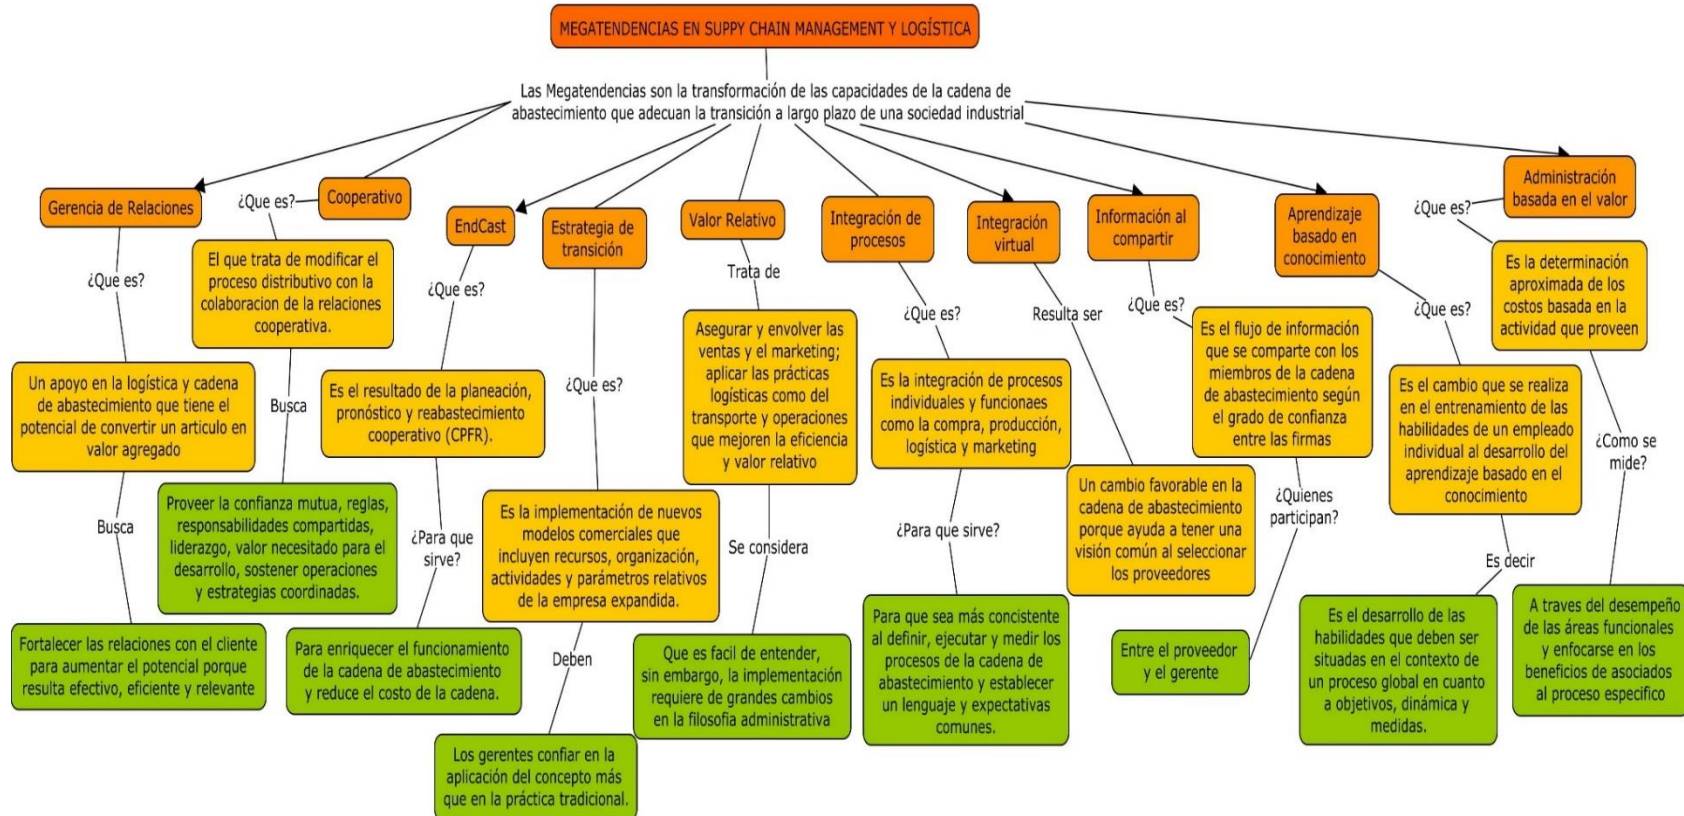 MEGATENDENCIAS EN SUPPY CHAIN MANAGEMENT Y LOGÍSTICA
Las Megatendencias son la transformación de las capacidades de la cadena de
abastecimiento que adecuan la transición a largo plazo de una sociedad industrial
Gerencia de Relaciones
¿Que es?
Un apoyo en la logística y cadena
de abastecimiento que tiene el
potencial de convertir un articulo en
valor agregado
Busca
Fortalecer las relaciones con el cliente
para aumentar el potencial porque
resulta efectivo, eficiente y relevante
Cooperativo
¿Que es?
El que trata de modificar el
proceso distributivo con la
colaboracion de la relaciones
cooperativa.
Busca
Proveer la confianza mutua, reglas,
responsabilidades compartidas,
liderazgo, valor necesitado para el
desarrollo, sostener operaciones
y estrategias coordinadas.
EndCast
¿Que es?
Es el resultado de la planeación,
pronóstico y reabastecimiento
cooperativo (CPFR).
¿Para que
sirve?
Para enriquecer el funcionamiento
de la cadena de abastecimiento
y reduce el costo de la cadena.
Estrategia de
transición
¿Que es?
Es la implementación de nuevos
modelos comerciales que
incluyen recursos, organización,
actividades y parámetros relativos
de la empresa expandida.
Deben
Los gerentes confiar en la
aplicación del concepto más
que en la práctica tradicional.
Valor Relativo
Trata de
Asegurar y envolver las
ventas y el marketing;
aplicar las prácticas
logísticas como del
transporte y operaciones
que mejoren la eficiencia
y valor relativo
Se considera
Que es facil de entender,
sin embargo, la implementación
requiere de grandes cambios
en la filosofía administrativa
Integración de
procesos
¿Que es?
Es la integración de procesos
individuales y funcionaes
como la compra, producción,
logística y marketing
¿Para que sirve?
Para que sea más concistente
al definir, ejecutar y medir los
procesos de la cadena de
abastecimiento y establecer
un lenguaje y expectativas
comunes.
Integración
virtual
Resulta ser
Un cambio favorable en la
cadena de abastecimiento
porque ayuda a tener una
visión común al seleccionar
los proveedores
Información al
compartir
¿Que es?
Es el flujo de información
que se comparte con los
miembros de la cadena
de abastecimiento según
el grado de confianza
entre las firmas
¿Quienes
participan?
Entre el proveedor
y el gerente
Aprendizaje
basado en
conocimiento
¿Que es?
Es el cambio que se realiza
en el entrenamiento de las
habilidades de un empleado
individual al desarrollo del
aprendizaje basado en el
conocimiento
Es decir
Es el desarrollo de las
habilidades que deben ser
situadas en el contexto de
un proceso global en cuanto
a objetivos, dinámica y
medidas.
Administración
basada en el valor
¿Que es?
Es la determinación
aproximada de los
costos basada en la
actividad que proveen
¿Como se
mide?
A traves del desempeño
de las áreas funcionales
y enfocarse en los
beneficios de asociados
al proceso especifico